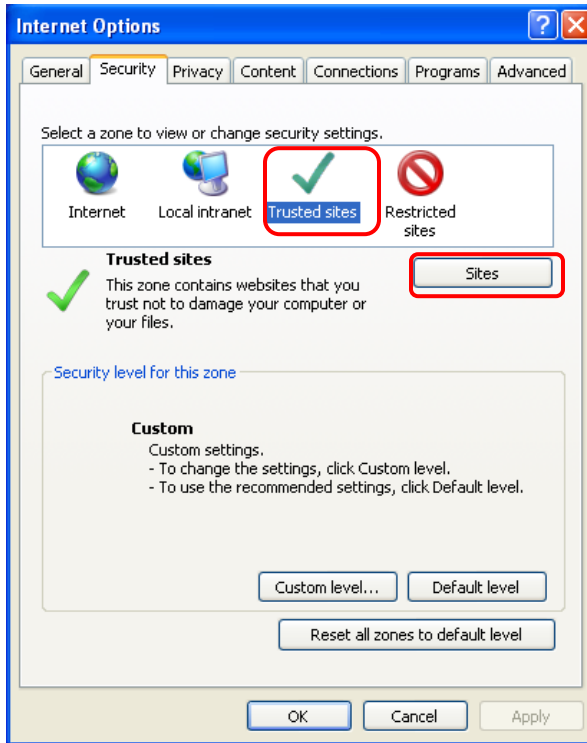 Internet Options
General Security Privacy Content Connections Programs Advanced
Select a zone to view or change security settings.
Internet Local intranet Trusted sites Restricted
sites
Trusted sites
Sites
This zone contains websites that you
trust not to damage your computer or
your files.
Security level for this zone
Custom
Custom settings.
- To change the settings, click Custom level.
- To use the recommended settings, click Default level.
Custom level... Default level
Reset all zones to default level
OK Cancel Apply